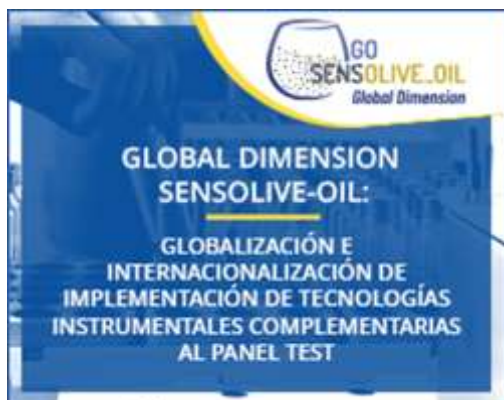 GO
SENSOLIVE_OIL
Global Dimension
GLOBAL DIMENSION
SENSOLIVE-OIL:
GLOBALIZACIÓN E
INTERNACIONALIZACIÓN DE
IMPLEMENTACIÓN DE TECNOLOGÍAS
INSTRUMENTALES COMPLEMENTARIAS
AL PANEL TEST